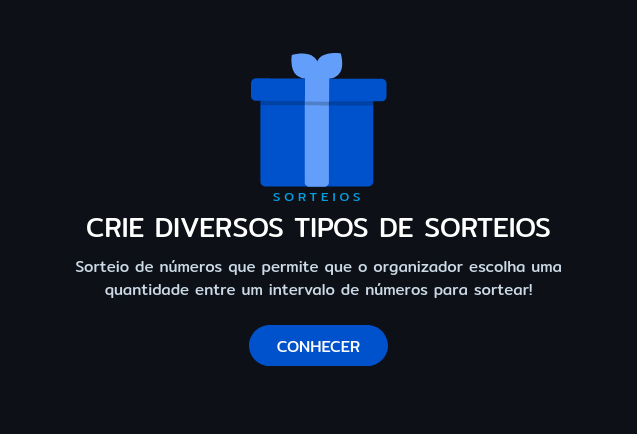 SORTEIOS
CRIE DIVERSOS TIPOS DE SORTEIOS
Sorteio de números que permite que o organizador escolha uma
quantidade entre um intervalo de números para sortear!
CONHECER